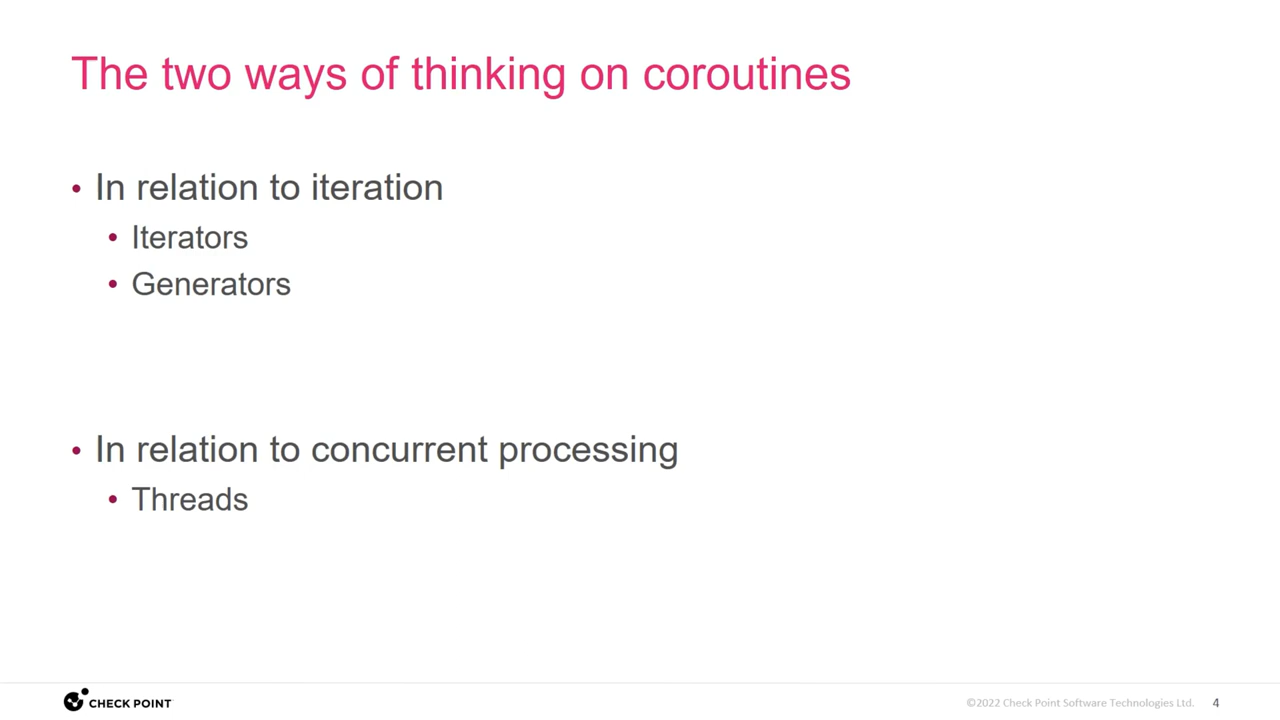 The two ways of thinking on coroutines
• In relation to iteration
• Iterators
• Generators
• In relation to concurrent processing
• Threads
CHECK POINT
©2022 Check Point Software Technologies Ltd. 4